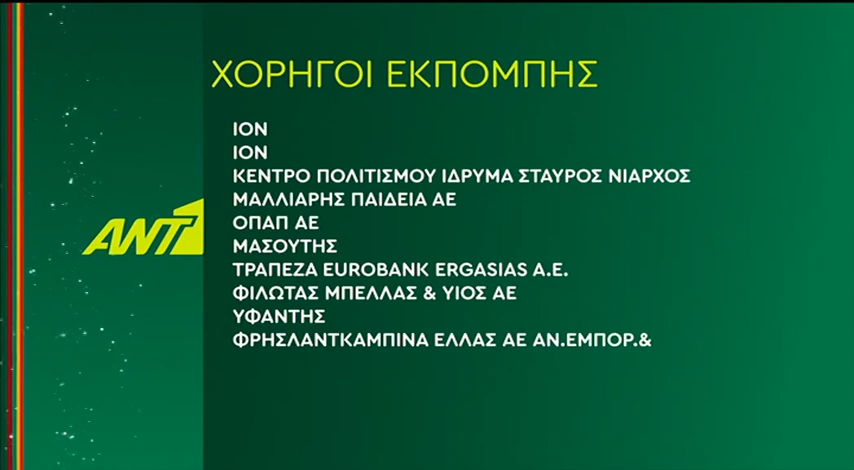 ΧΟΡΗΓΟΙ ΕΚΠΟΜΠΗΣ
ΙΟΝ
ΙΟΝ
ΚΕΝΤΡΟ ΠΟΛΙΤΙΣΜΟΥ ΙΔΡΥΜΑ ΣΤΑΥΡΟΣ ΝΙΑΡΧΟΣ
ΜΑΛΛΙΑΡΗΣ ΠΑΙΔΕΙΑ ΑΕ
ΟΠΑΠ ΑΕ
ΜΑΣΟΥΤΗΣ
ΤΡΑΠΕΖΑ EUROBANK ERGASIAS A.E.
ΦΙΛΩΤΑΣ ΜΠΕΛΛΑΣ & ΥΙΟΣ ΑΕ
ΥΦΑΝΤΗΣ
ΦΡΗΣΛΑΝΤΚΑΜΠΙΝΑ ΕΛΛΑΣ ΑΕ ΑΝ.ΕΜΠΟΡ.&
ANT1